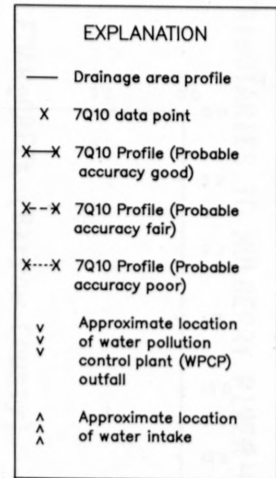 EXPLANATION
Drainage area profile
X 7Q10 data point
X—X 7Q10 Profile (Probable
accuracy good)
X--X 7Q10 Profile (Probable
accuracy fair)
X----X 7Q10 Profile (Probable
accuracy poor)
v Approximate location
v of water pollution
v control plant (WPCP)
outfall
^ Approximate location
^ of water intake
^